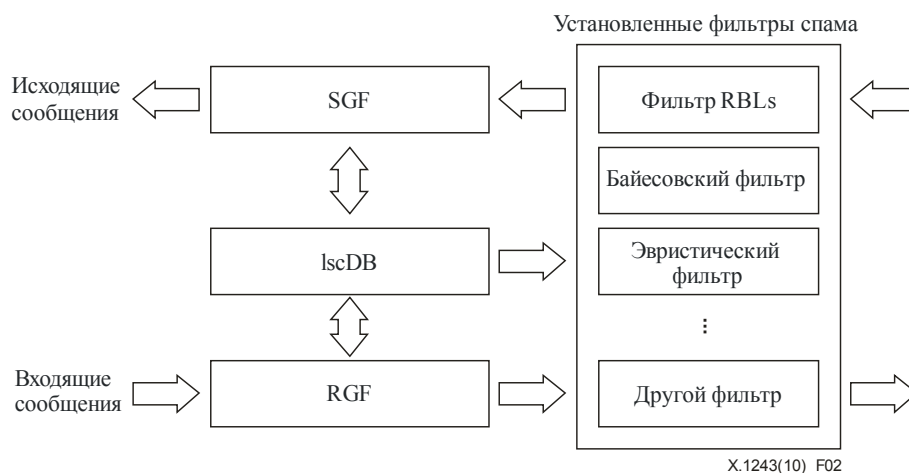 Установленные фильтры спама
Исходящие
сообщения
SGF
Фильтр RBLs
Байесовский фильтр
lscDB
Эвристический
фильтр
...
Входящие
сообщения
RGF
Другой фильтр
X.1243(10)_F02